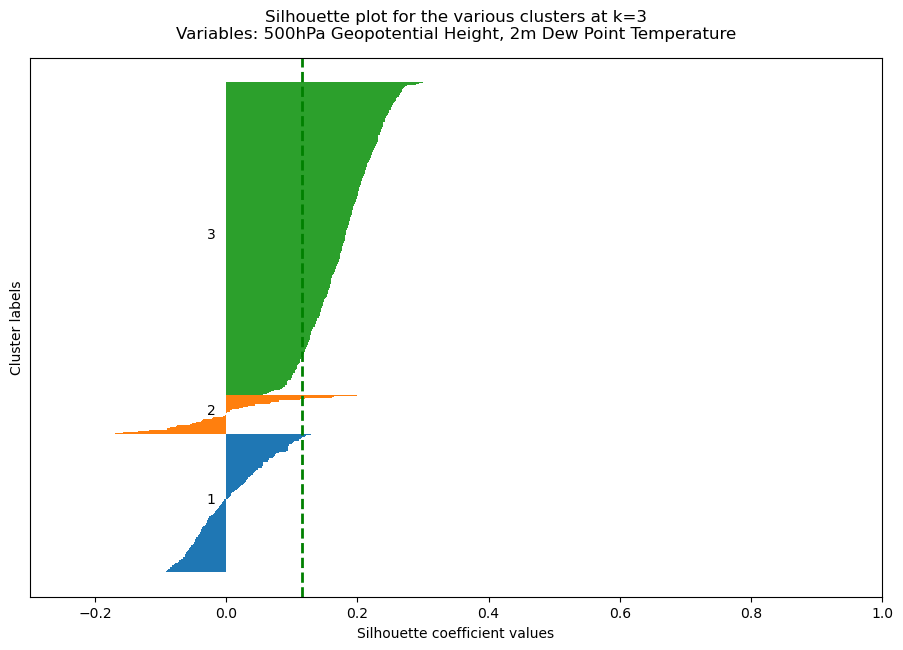 Silhouette plot for the various clusters at k=3
Variables: 500hPa Geopotential Height, 2m Dew Point Temperature
3
2
1
Cluster labels
−0.2 0.0 0.2 0.4 0.6 0.8 1.0
Silhouette coefficient values